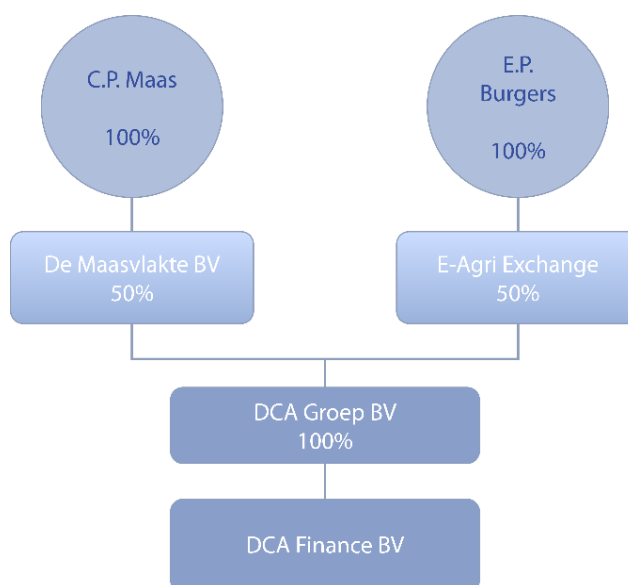 C.P. Maas
100%
E.P.
Burgers
100%
De Maasvlakte BV
50%
E-Agri Exchange
50%
DCA Groep BV
100%
DCA Finance BV